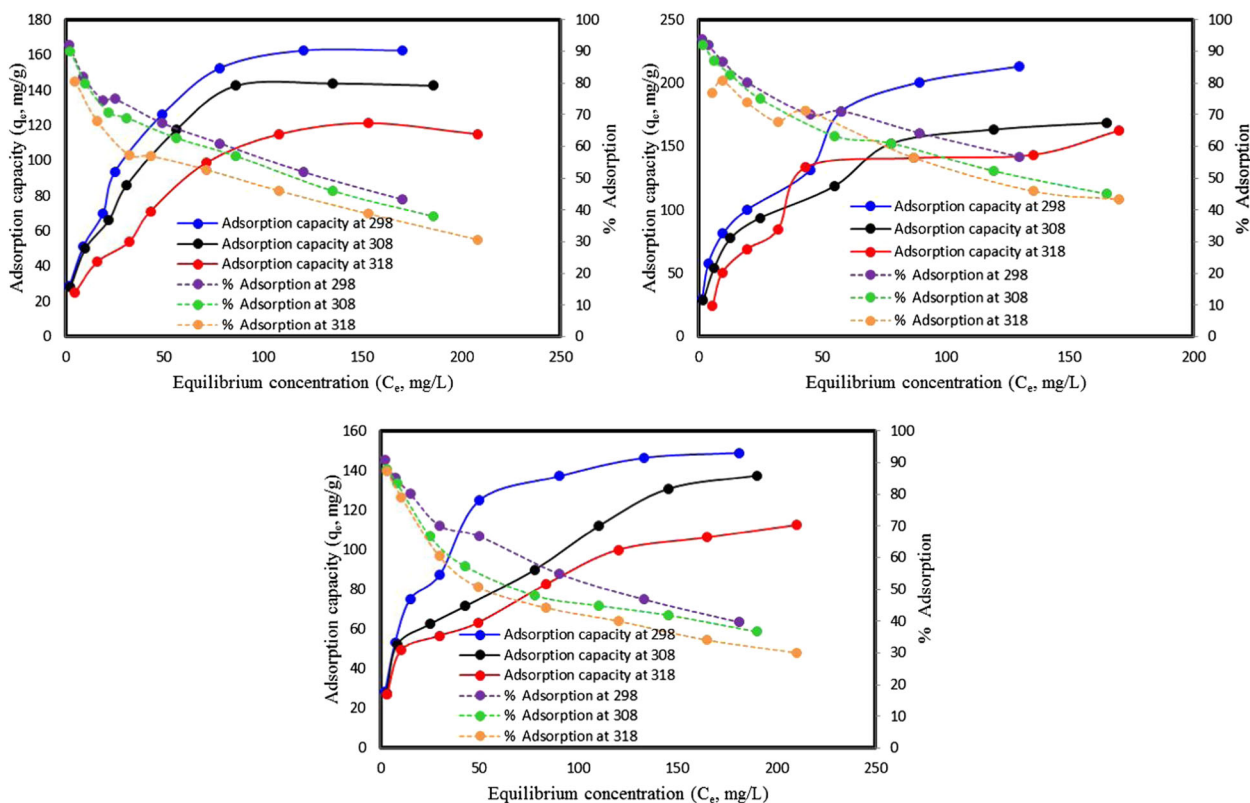 180
160
140
120
100
80
60
40
20
0
Adsorption capacity (qe, mg/g)
100
90
80
70
60
50
40
30
20
10
0
% Adsorption
Adsorption capacity at 298
Adsorption capacity at 308
Adsorption capacity at 318
% Adsorption at 298
% Adsorption at 308
% Adsorption at 318
0 50 100 150 200 250
Equilibrium concentration (Ce, mg/L)
250
200
150
100
50
0
Adsorption capacity (qe, mg/g)
100
90
80
70
60
50
40
30
20
10
0
% Adsorption
Adsorption capacity at 298
Adsorption capacity at 308
Adsorption capacity at 318
% Adsorption at 298
% Adsorption at 308
% Adsorption at 318
0 50 100 150 200
Equilibrium concentration (Ce, mg/L)
160
140
120
100
80
60
40
20
0
Adsorption capacity (qe, mg/g)
100
90
80
70
60
50
40
30
20
10
0
% Adsorption
Adsorption capacity at 298
Adsorption capacity at 308
Adsorption capacity at 318
% Adsorption at 298
% Adsorption at 308
% Adsorption at 318
0 50 100 150 200 250
Equilibrium concentration (Ce, mg/L)